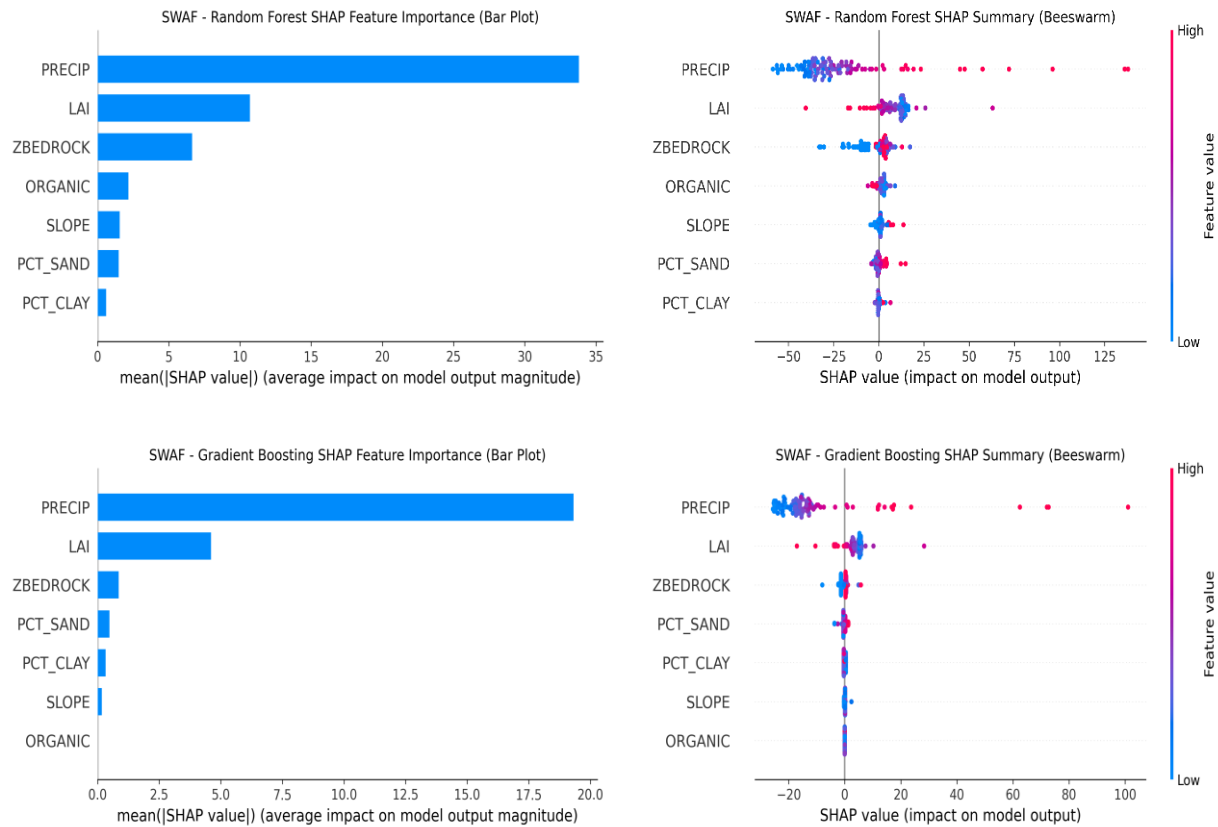 SWAF - Random Forest SHAP Feature Importance (Bar Plot)
PRECIP
LAI
ZBEDROCK
ORGANIC
SLOPE
PCT_SAND
PCT_CLAY
0 5 10 15 20 25 30 35
mean(|SHAP value|) (average impact on model output magnitude)
SWAF - Random Forest SHAP Summary (Beeswarm)
PRECIP
LAI
ZBEDROCK
ORGANIC
SLOPE
PCT_SAND
PCT_CLAY
−50 −25 0 25 50 75 100 125
SHAP value (impact on model output)
High
Feature value
Low
SWAF - Gradient Boosting SHAP Feature Importance (Bar Plot)
PRECIP
LAI
ZBEDROCK
PCT_SAND
PCT_CLAY
SLOPE
ORGANIC
0.0 2.5 5.0 7.5 10.0 12.5 15.0 17.5 20.0
mean(|SHAP value|) (average impact on model output magnitude)
SWAF - Gradient Boosting SHAP Summary (Beeswarm)
PRECIP
LAI
ZBEDROCK
PCT_SAND
PCT_CLAY
SLOPE
ORGANIC
−20 0 20 40 60 80 100
SHAP value (impact on model output)
High
Feature value
Low